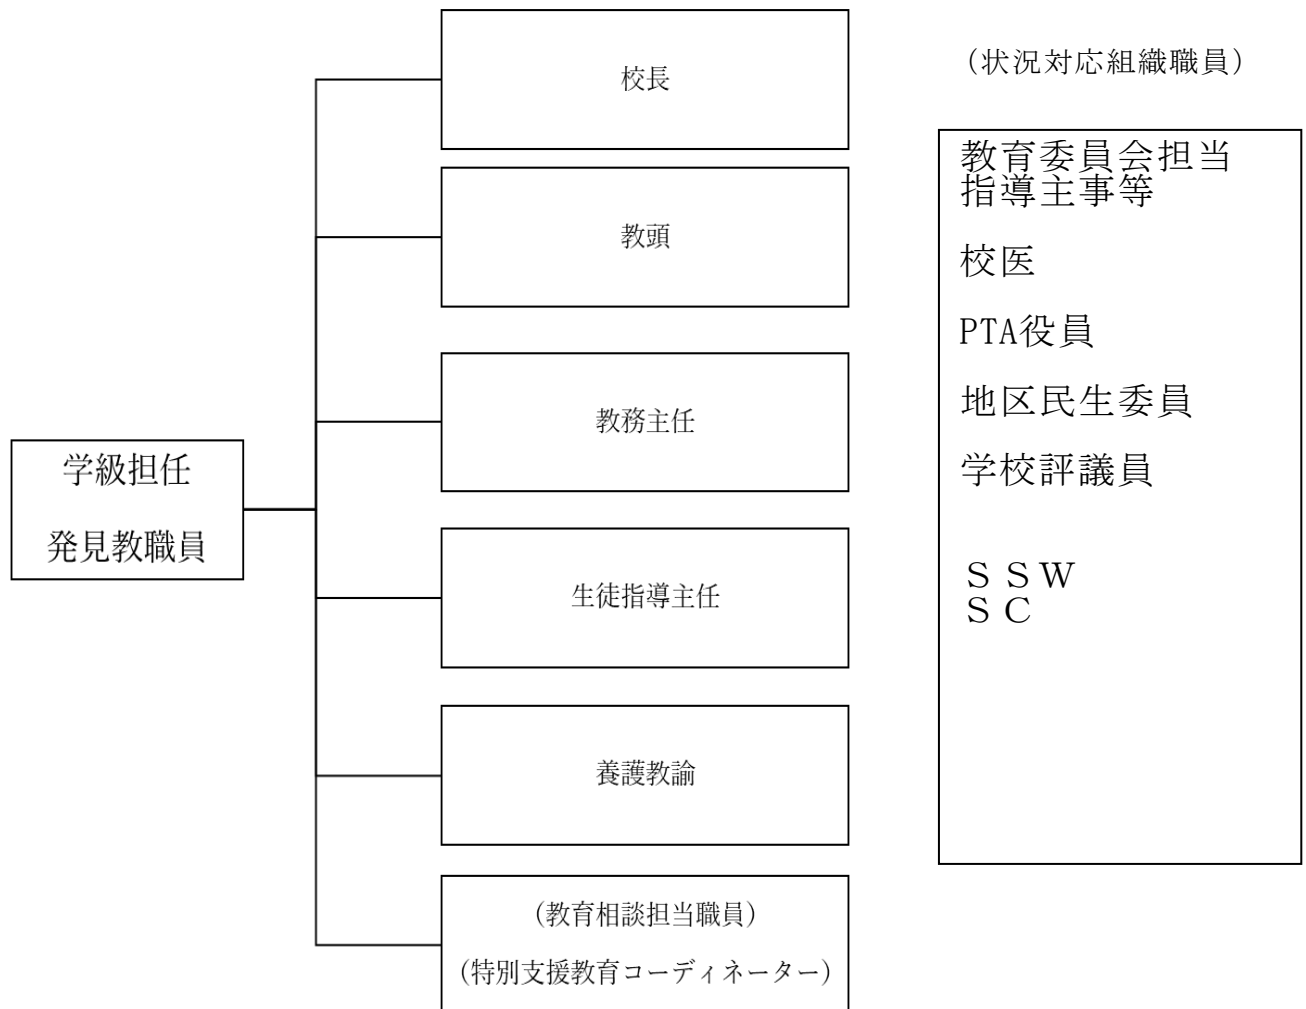 学級担任
発見教職員
校長
教頭
教務主任
生徒指導主任
養護教諭
(教育相談担当職員)
(特別支援教育コーディネーター)
(状況対応組織職員)
教育委員会担当
指導主事等
校医
PTA役員
地区民生委員
学校評議員
ＳＳＷ
ＳＣ